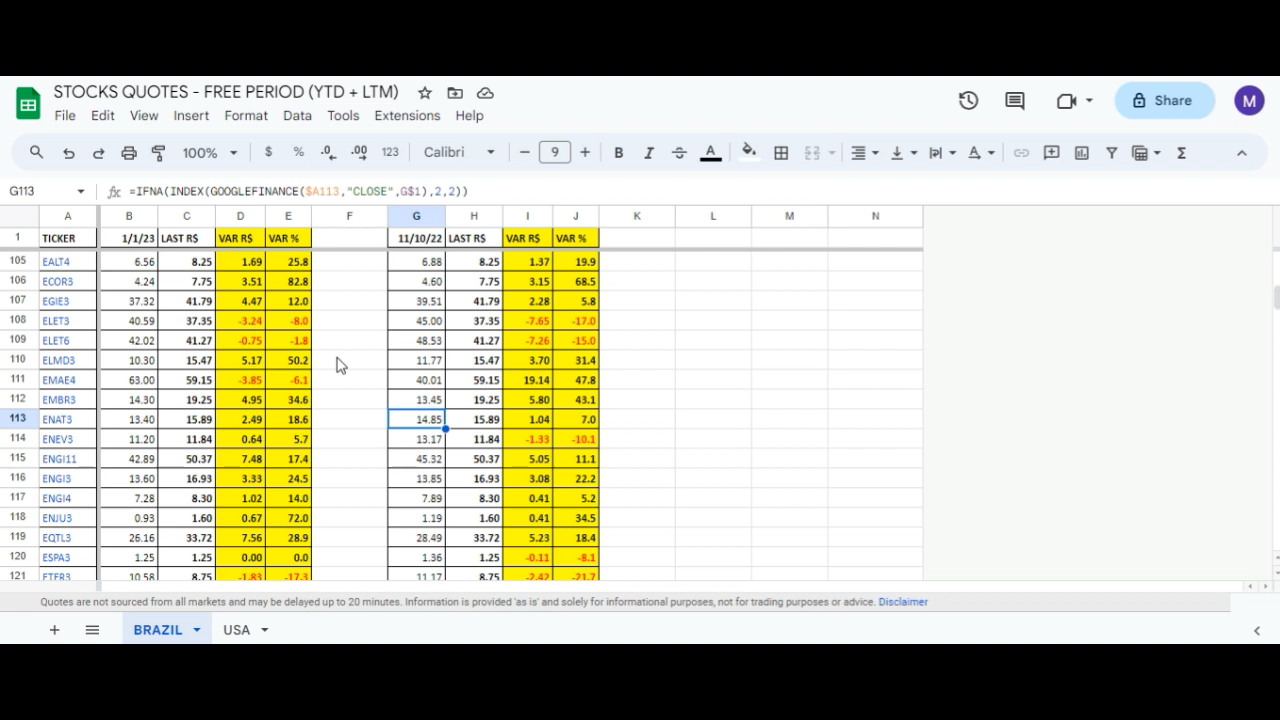 STOCKS QUOTES - FREE PERIOD (YTD + LTM)
File Edit View Insert Format Data Tools Extensions Help
Share M
100% $ % .0 .00 123 Calibri - 9 + B I S A Σ
G113 fx =IFNA(INDEX(GOOGLEFINANCE($A113,"CLOSE",G$1),2,2))
A B C D E F G H I J K L M N
1 TICKER 1/1/23 LAST R$ VAR R$ VAR % 11/10/22 LAST R$ VAR R$ VAR %
105 EALT4 6.56 8.25 1.69 25.8 6.88 8.25 1.37 19.9
106 ECOR3 4.24 7.75 3.51 82.8 4.60 7.75 3.15 68.5
107 EGIE3 37.32 41.79 4.47 12.0 39.51 41.79 2.28 5.8
108 ELET3 40.59 37.35 -3.24 -8.0 45.00 37.35 -7.65 -17.0
109 ELET6 42.02 41.27 -0.75 -1.8 48.53 41.27 -7.26 -15.0
110 ELMD3 10.30 15.47 5.17 50.2 11.77 15.47 3.70 31.4
111 EMAE4 63.00 59.15 -3.85 -6.1 40.01 59.15 19.14 47.8
112 EMBR3 14.30 19.25 4.95 34.6 13.45 19.25 5.80 43.1
113 ENAT3 13.40 15.89 2.49 18.6 14.85 15.89 1.04 7.0
114 ENEV3 11.20 11.84 0.64 5.7 13.17 11.84 -1.33 -10.1
115 ENGI11 42.89 50.37 7.48 17.4 45.32 50.37 5.05 11.1
116 ENGI3 13.60 16.93 3.33 24.5 13.85 16.93 3.08 22.2
117 ENGI4 7.28 8.30 1.02 14.0 7.89 8.30 0.41 5.2
118 ENJU3 0.93 1.60 0.67 72.0 1.19 1.60 0.41 34.5
119 EQTL3 26.16 33.72 7.56 28.9 28.49 33.72 5.23 18.4
120 ESPA3 1.25 1.25 0.00 0.0 1.36 1.25 -0.11 -8.1
121 ETER3 10.58 8.75 -1.83 -17.3 11.17 8.75 -2.42 -21.7
Quotes are not sourced from all markets and may be delayed up to 20 minutes. Information is provided 'as is' and solely for informational purposes, not for trading purposes or advice. Disclaimer
+ BRAZIL USA